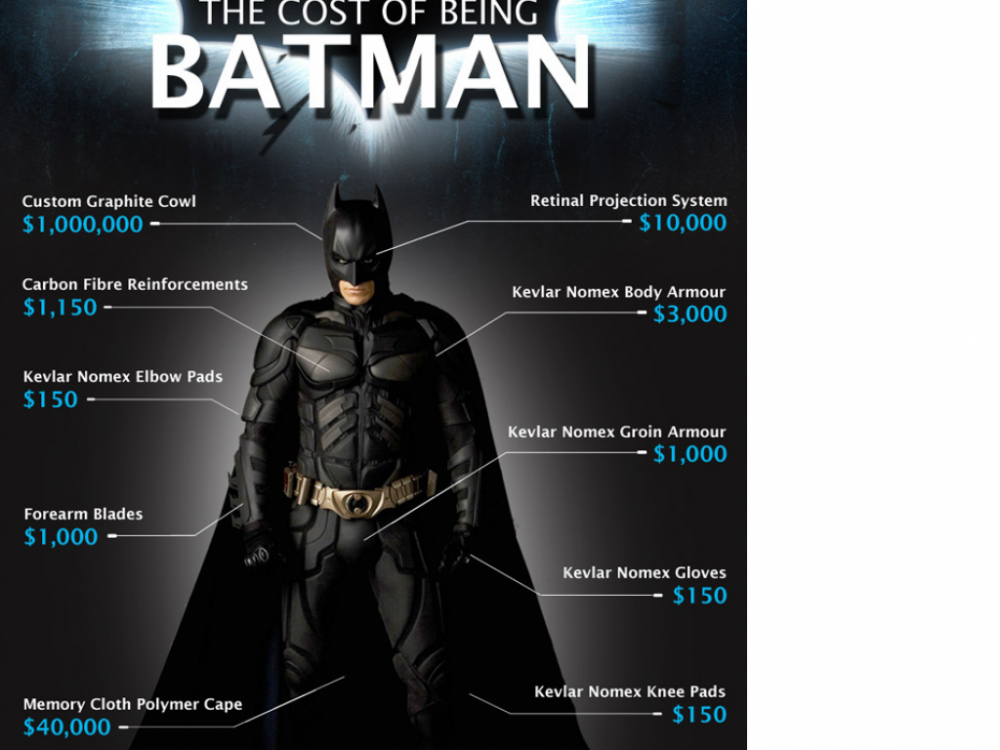 THE COST OF BEING
BATMAN
Custom Graphite Cowl
$1,000,000
Retinal Projection System
$10,000
Carbon Fibre Reinforcements
$1,150
Kevlar Nomex Body Armour
$3,000
Kevlar Nomex Elbow Pads
$150
Kevlar Nomex Groin Armour
$1,000
Forearm Blades
$1,000
Kevlar Nomex Gloves
$150
Memory Cloth Polymer Cape
$40,000
Kevlar Nomex Knee Pads
$150